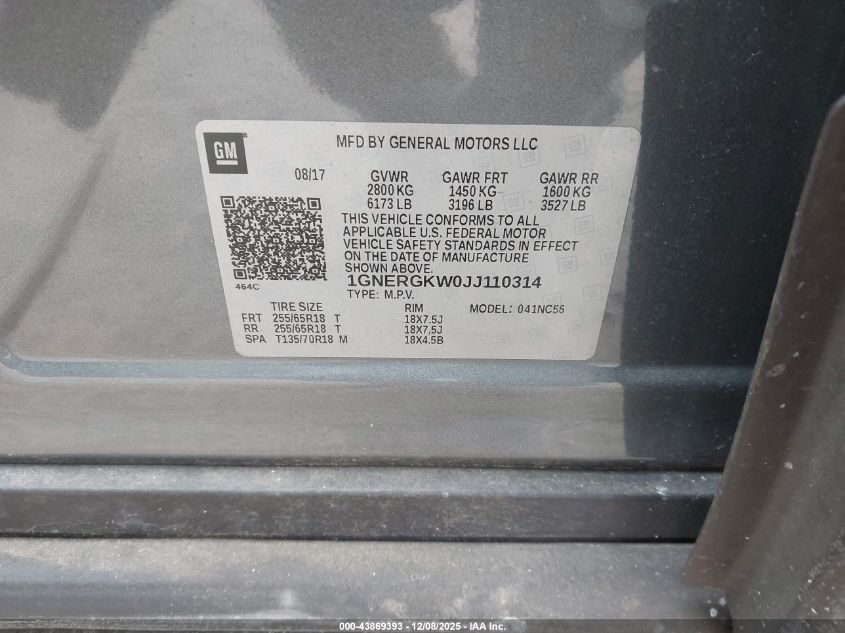 GM
MFD BY GENERAL MOTORS LLC
08/17
GVWR GAWR FRT GAWR RR
2800 KG 1450 KG 1600 KG
6173 LB 3196 LB 3527 LB
THIS VEHICLE CONFORMS TO ALL
APPLICABLE U.S. FEDERAL MOTOR
VEHICLE SAFETY STANDARDS IN EFFECT
ON THE DATE OF MANUFACTURE
SHOWN ABOVE.
464C
1GNERGKW0JJ110314
TYPE: M.P.V.
TIRE SIZE RIM MODEL: 041NC56
FRT 255/65R18 T 18X7.5J
RR 255/65R18 T 18X7.5J
SPA T135/70R18 M 18X4.5B
000-43869393 - 12/08/2025 - IAA Inc.